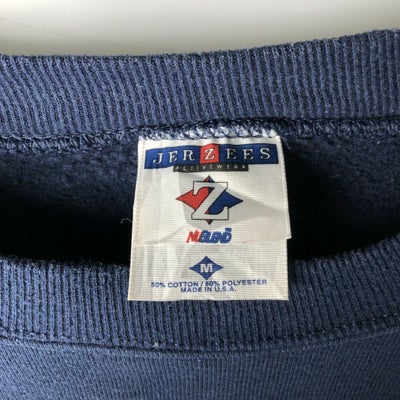 JERZEES
ACTIVEWEAR
Z
NuBlend
M
50% COTTON / 50% POLYESTER
MADE IN U.S.A.